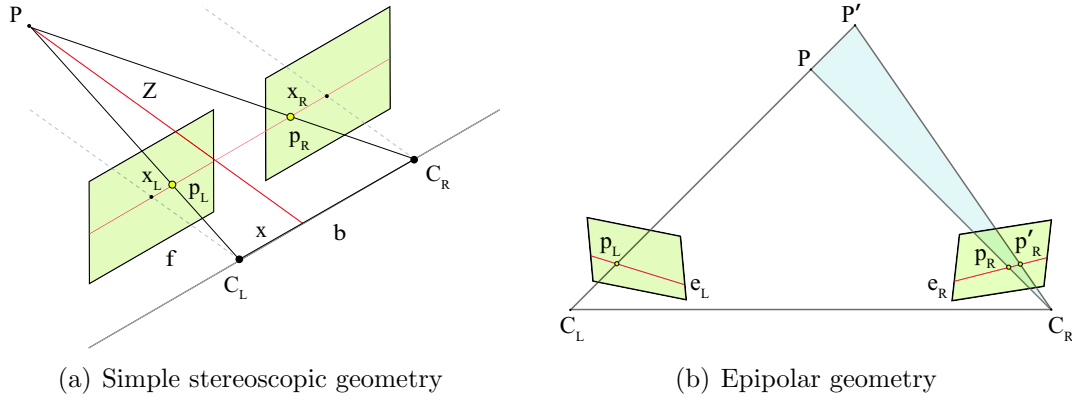 P
Z
x_R
p_R
x_L
p_L
C_R
x
b
f
C_L
(a) Simple stereoscopic geometry
P'
P
p_L
e_L
p_R
p'_R
e_R
C_L
C_R
(b) Epipolar geometry